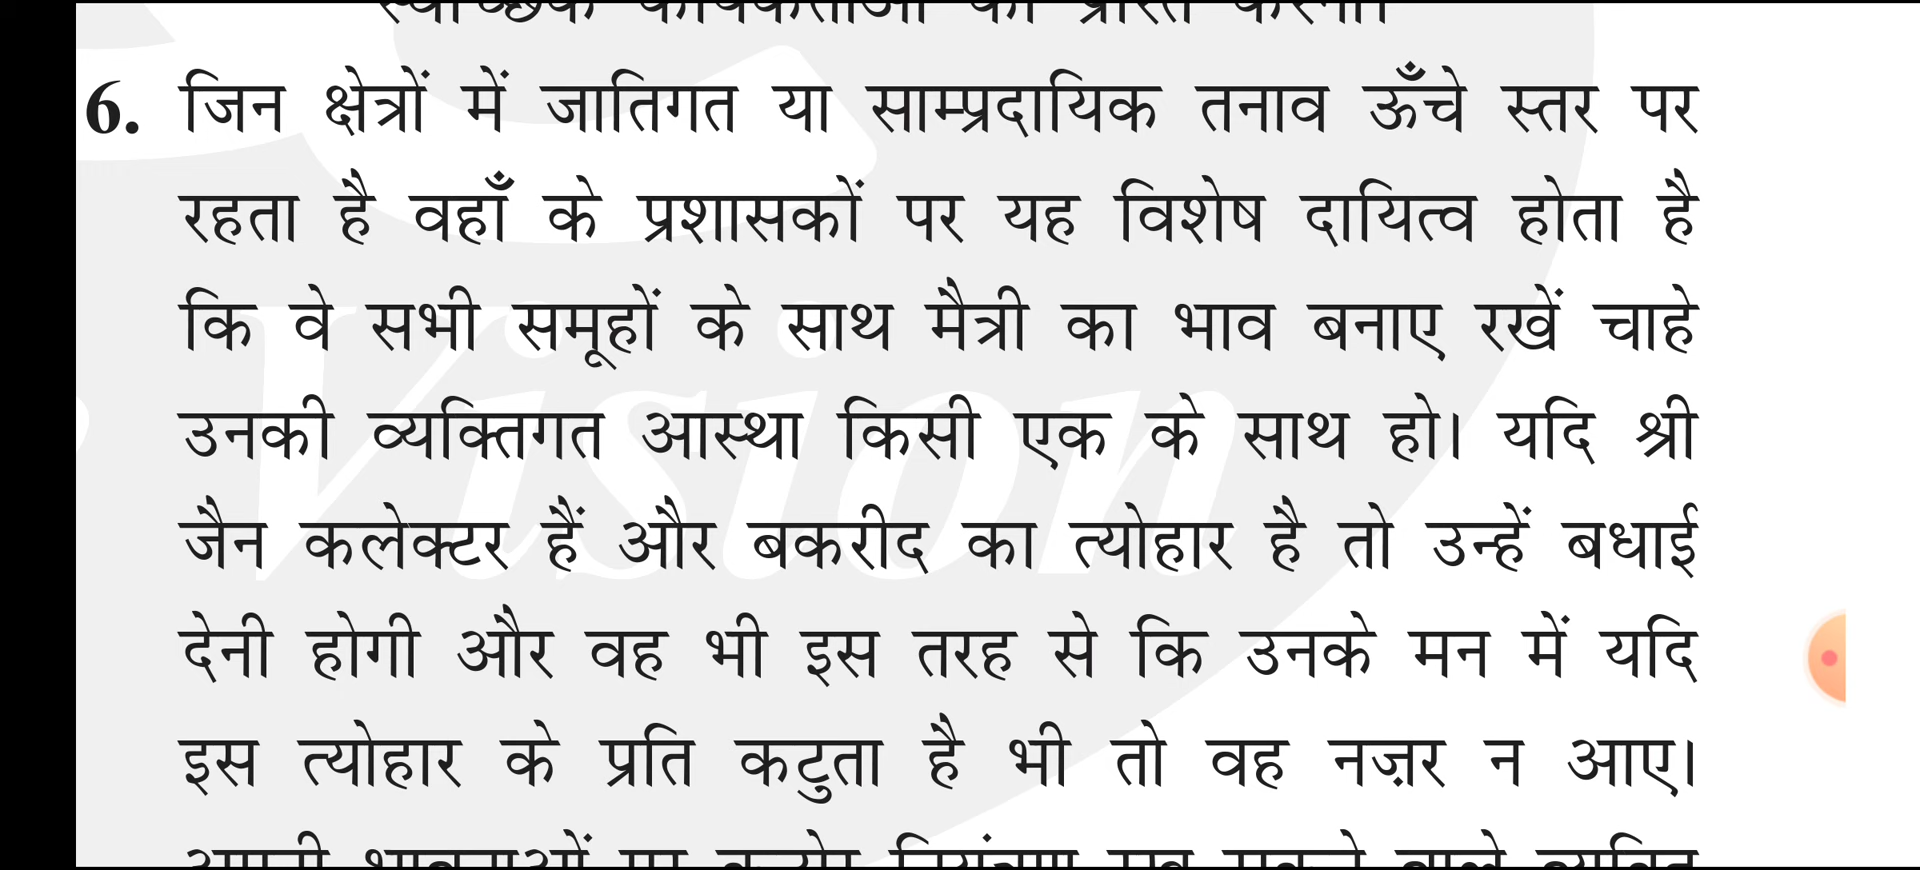 6. जिन क्षेत्रों में जातिगत या साम्प्रदायिक तनाव ऊँचे स्तर पर
रहता है वहाँ के प्रशासकों पर यह विशेष दायित्व होता है
कि वे सभी समूहों के साथ मैत्री का भाव बनाए रखें चाहे
उनकी व्यक्तिगत आस्था किसी एक के साथ हो। यदि श्री
जैन कलेक्टर हैं और बकरीद का त्योहार है तो उन्हें बधाई
देनी होगी और वह भी इस तरह से कि उनके मन में यदि
इस त्योहार के प्रति कटुता है भी तो वह नज़र न आए।
Vision